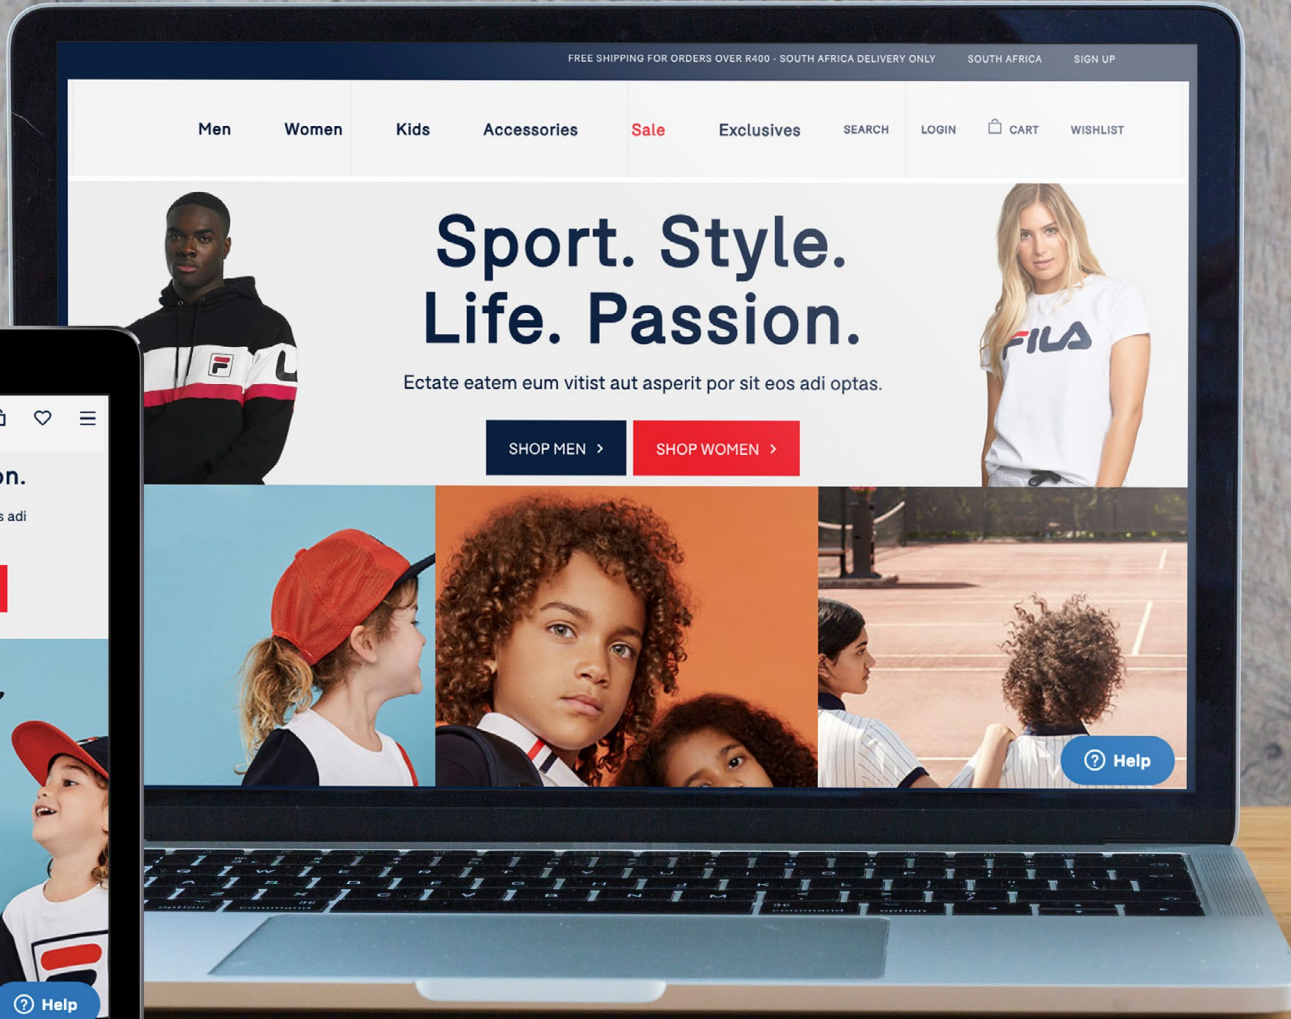 FREE SHIPPING FOR ORDERS OVER R400 - SOUTH AFRICA DELIVERY ONLY SOUTH AFRICA SIGN UP
Men Women Kids Accessories Sale Exclusives SEARCH LOGIN CART WISHLIST
Sport. Style.
Life. Passion.
Ectate eatem eum vitist aut asperit por sit eos adi optas.
SHOP MEN > SHOP WOMEN >
FILA
Help
on.
s adi
Help
command option